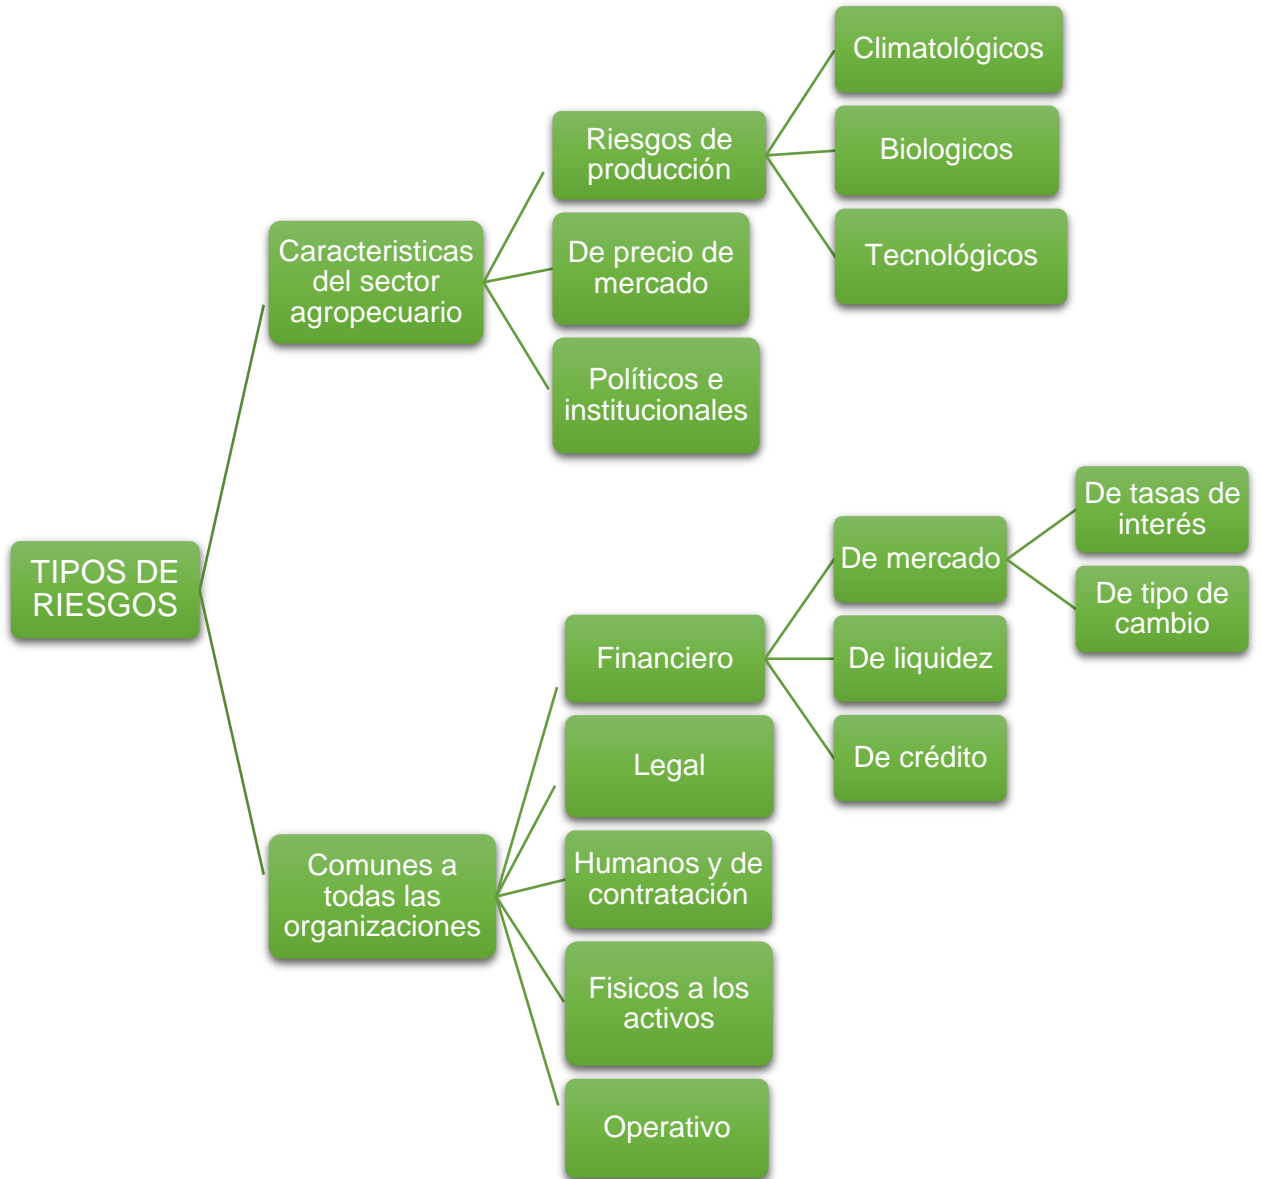 TIPOS DE
RIESGOS
Caracteristicas
del sector
agropecuario
Riesgos de
producción
Climatológicos
Biologicos
Tecnológicos
De precio de
mercado
Políticos e
institucionales
Comunes a
todas las
organizaciones
Financiero
De mercado
De tasas de
interés
De tipo de
cambio
De liquidez
De crédito
Legal
Humanos y de
contratación
Fisicos a los
activos
Operativo